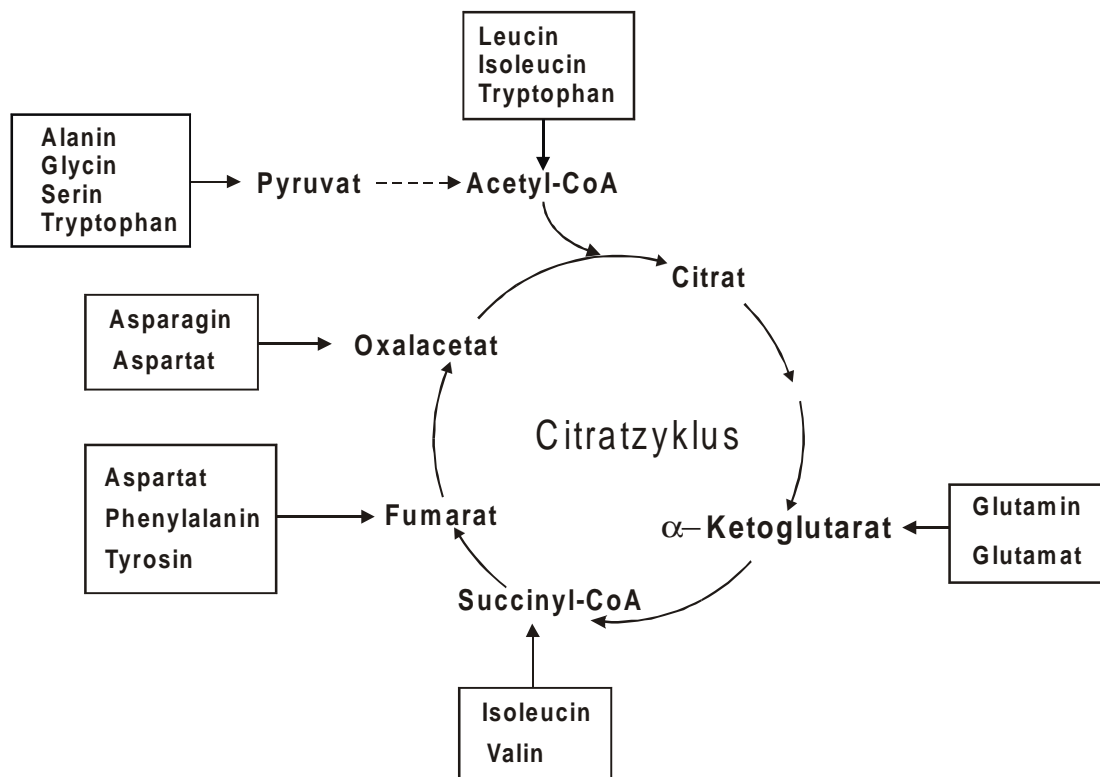 Leucin
Isoleucin
Tryptophan
Alanin
Glycin
Serin
Tryptophan
Pyruvat
Acetyl-CoA
Citrat
Asparagin
Aspartat
Oxalacetat
Citratzyklus
Aspartat
Phenylalanin
Tyrosin
Fumarat
α– Ketoglutarat
Glutamin
Glutamat
Succinyl-CoA
Isoleucin
Valin